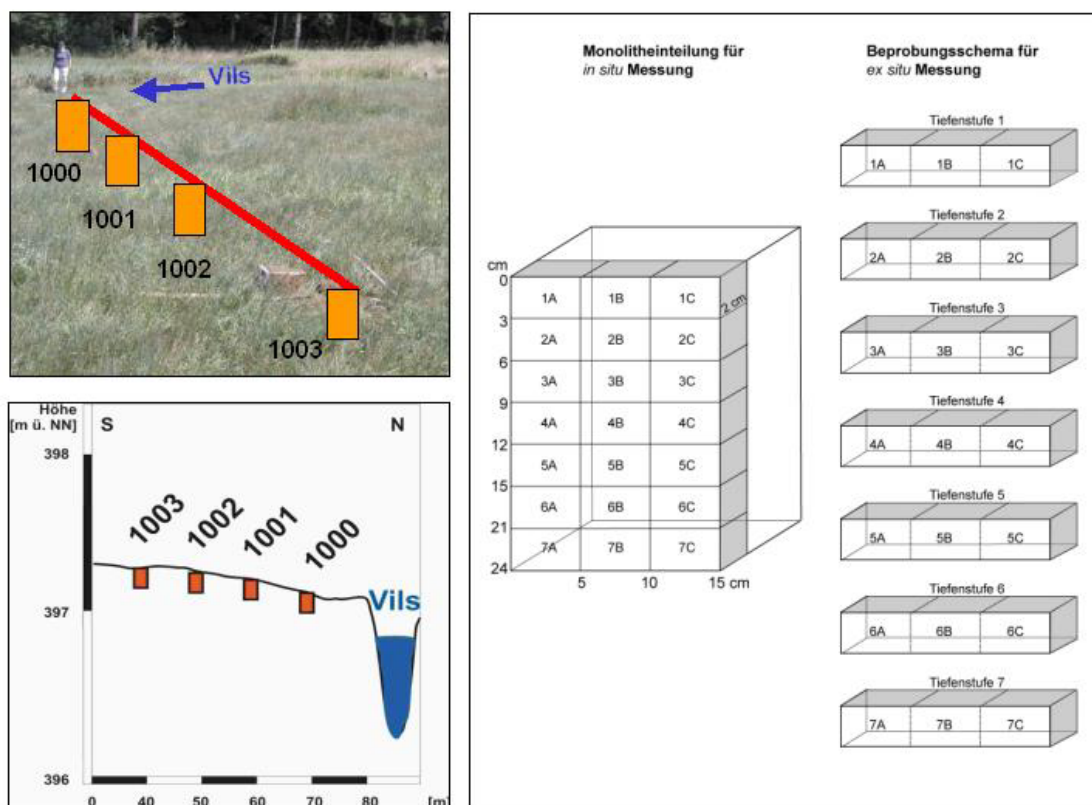 Vils
1000
1001
1002
1003
Höhe
[m ü. NN]
S
N
398
1003
1002
1001
1000
397
Vils
396
0 40 60 70 80 [m]
Monolitheinteilung für
in situ Messung
cm
0
3
6
9
12
15
21
24
1A 1B 1C
2 cm
2A 2B 2C
3A 3B 3C
4A 4B 4C
5A 5B 5C
6A 6B 6C
7A 7B 7C
5 10 15 cm
Beprobungsschema für
ex situ Messung
Tiefenstufe 1
1A 1B 1C
Tiefenstufe 2
2A 2B 2C
Tiefenstufe 3
3A 3B 3C
Tiefenstufe 4
4A 4B 4C
Tiefenstufe 5
5A 5B 5C
Tiefenstufe 6
6A 6B 6C
Tiefenstufe 7
7A 7B 7C